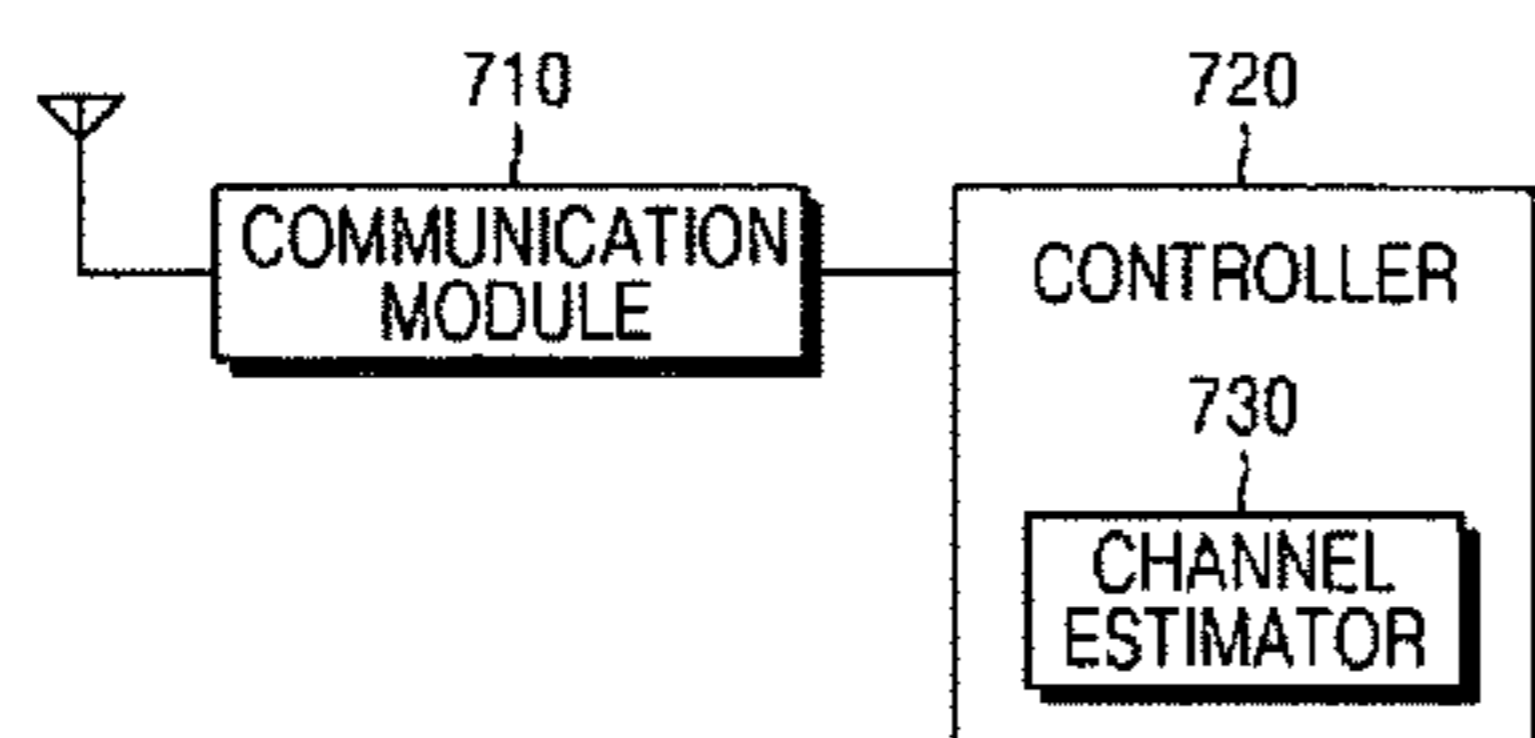 710
COMMUNICATION
MODULE
720
CONTROLLER
730
CHANNEL
ESTIMATOR